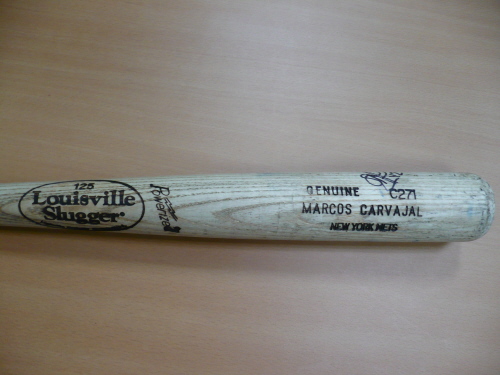 125
Louisville
Slugger®
Powerized
GENUINE C271
MARCOS CARVAJAL
NEW YORK METS